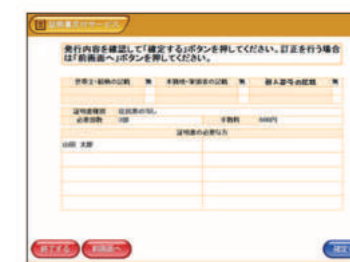 証明書交付サービス
発行内容を確認して「確定する」ボタンを押してください。訂正を行う場合
は「前画面へ」ボタンを押してください。
世帯主・続柄の記載 無 本籍地・筆頭者の記載 無 個人番号の記載 無
証明書種別 住民票の写し
必要部数 手数料
証明書の必要な方
山田 太郎
終了する 前画面へ 確定